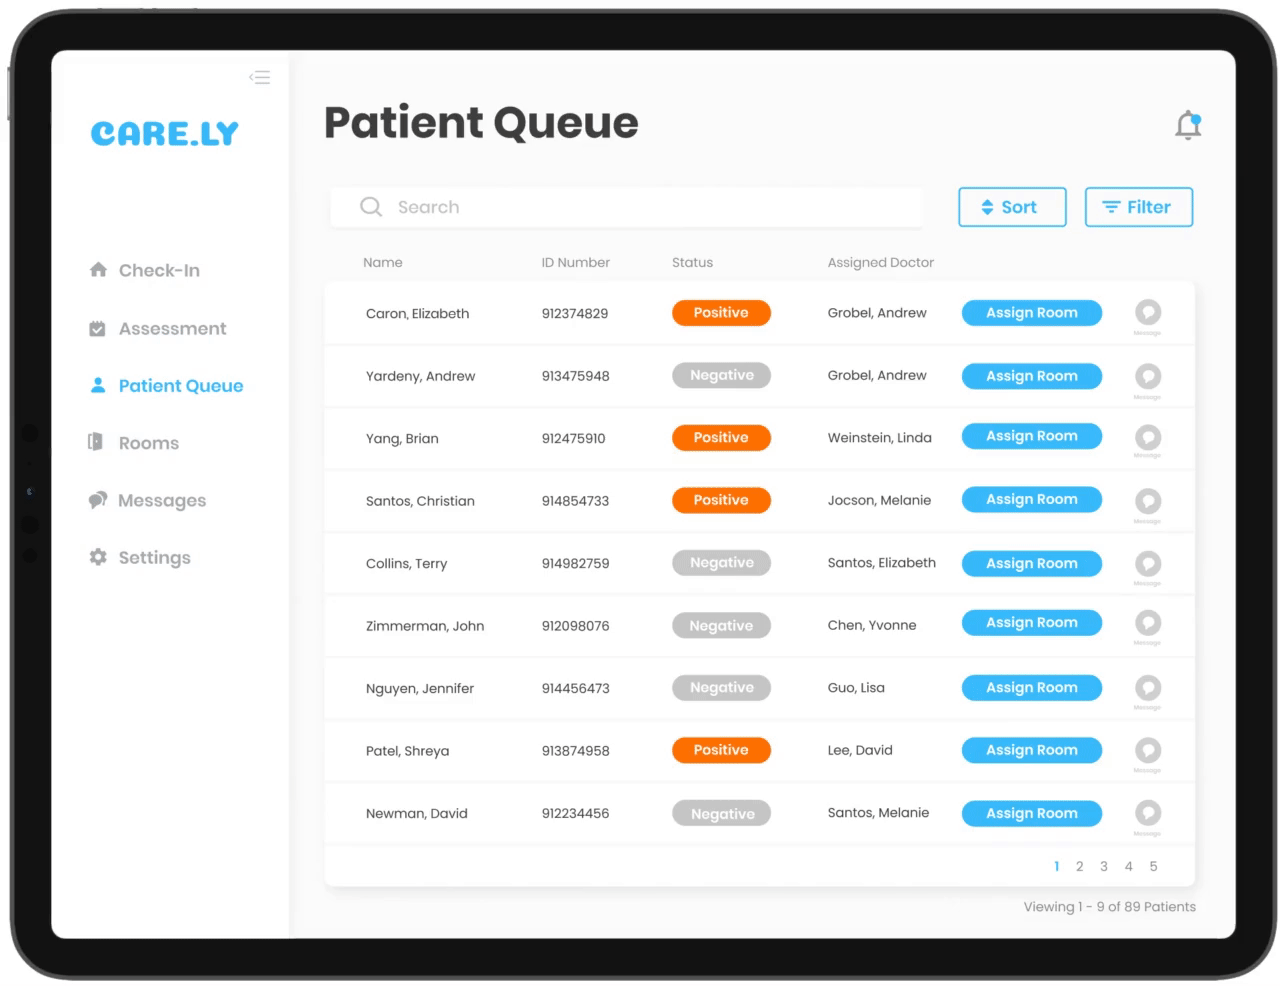 CARE.LY
Patient Queue
Search
Sort
Filter
Check-In
Assessment
Patient Queue
Rooms
Messages
Settings
Name ID Number Status Assigned Doctor
Caron, Elizabeth 912374829 Positive Grobel, Andrew Assign Room Message
Yardeny, Andrew 913475948 Negative Grobel, Andrew Assign Room Message
Yang, Brian 912475910 Positive Weinstein, Linda Assign Room Message
Santos, Christian 914854733 Positive Jocson, Melanie Assign Room Message
Collins, Terry 914982759 Negative Santos, Elizabeth Assign Room Message
Zimmerman, John 912098076 Negative Chen, Yvonne Assign Room Message
Nguyen, Jennifer 914456473 Negative Guo, Lisa Assign Room Message
Patel, Shreya 913874958 Positive Lee, David Assign Room Message
Newman, David 912234456 Negative Santos, Melanie Assign Room Message
1 2 3 4 5
Viewing 1 - 9 of 89 Patients